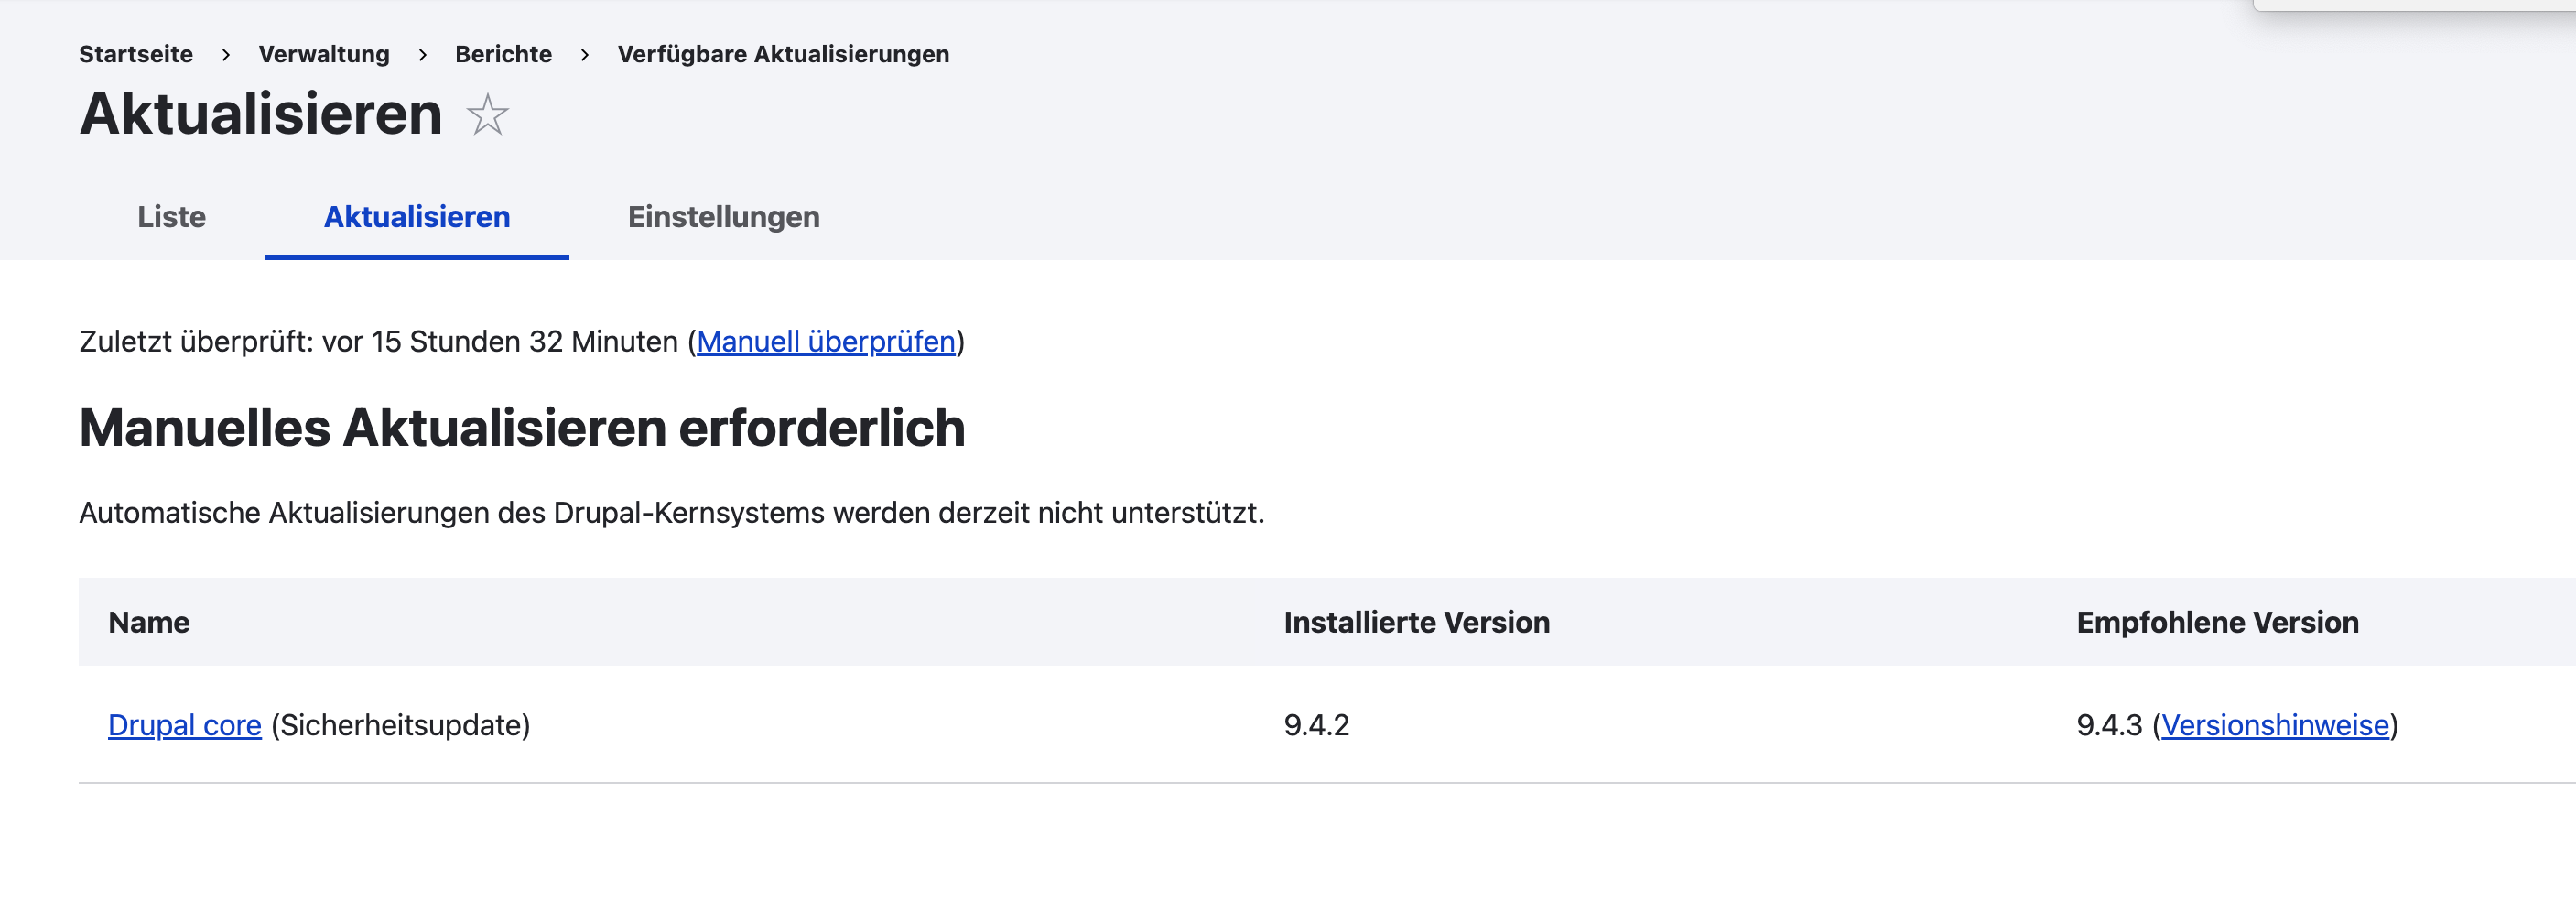 Startseite > Verwaltung > Berichte > Verfügbare Aktualisierungen
Aktualisieren ☆
Liste Aktualisieren Einstellungen
Zuletzt überprüft: vor 15 Stunden 32 Minuten (Manuell überprüfen)
Manuelles Aktualisieren erforderlich
Automatische Aktualisierungen des Drupal-Kernsystems werden derzeit nicht unterstützt.
Name Installierte Version Empfohlene Version
Drupal core (Sicherheitsupdate) 9.4.2 9.4.3 (Versionshinweise)